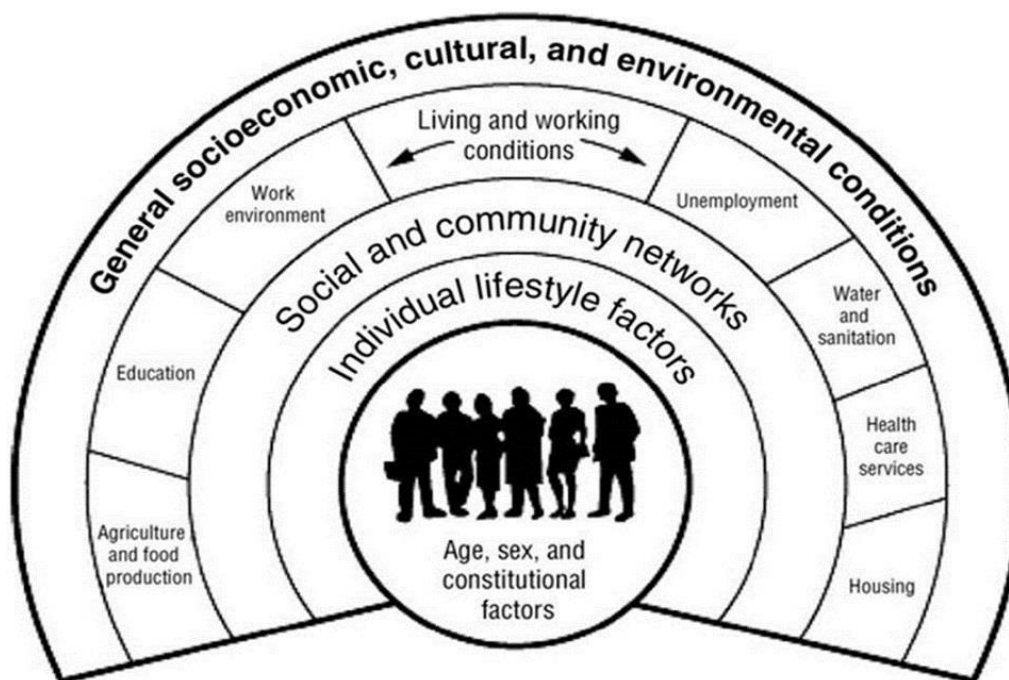 General socioeconomic, cultural, and environmental conditions
Living and working
conditions
Work
environment
Unemployment
Social and community networks
Individual lifestyle factors
Education
Water
and
sanitation
Health
care
services
Agriculture
and food
production
Housing
Age, sex, and
constitutional
factors